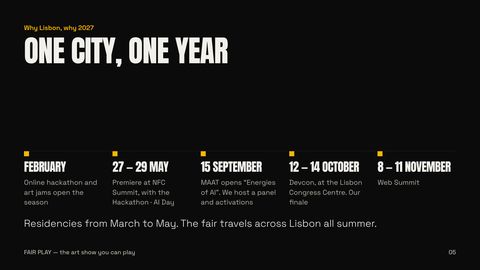 Why Lisbon, why 2027
ONE CITY, ONE YEAR
FEBRUARY
Online hackathon and
art jams open the
season
27 – 29 MAY
Premiere at NFC
Summit, with the
Hackathon · AI Day
15 SEPTEMBER
MAAT opens "Energies
of AI". We host a panel
and activations
12 – 14 OCTOBER
Devcon, at the Lisbon
Congress Centre. Our
finale
8 – 11 NOVEMBER
Web Summit
Residencies from March to May. The fair travels across Lisbon all summer.
FAIR PLAY — the art show you can play
05